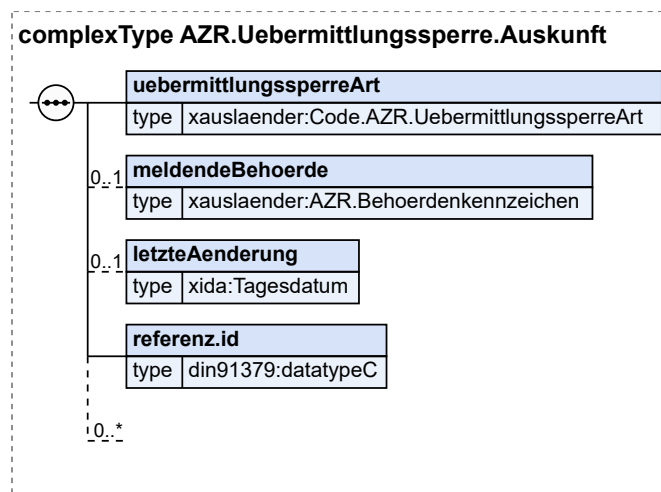 complexType AZR.Uebermittlungssperre.Auskunft
uebermittlungssperreArt
type xauslaender:Code.AZR.UebermittlungssperreArt
0..1 meldendeBehoerde
type xauslaender:AZR.Behoerdenkennzeichen
0..1 letzteAenderung
type xida:Tagesdatum
referenz.id
type din91379:datatypeC
0..*